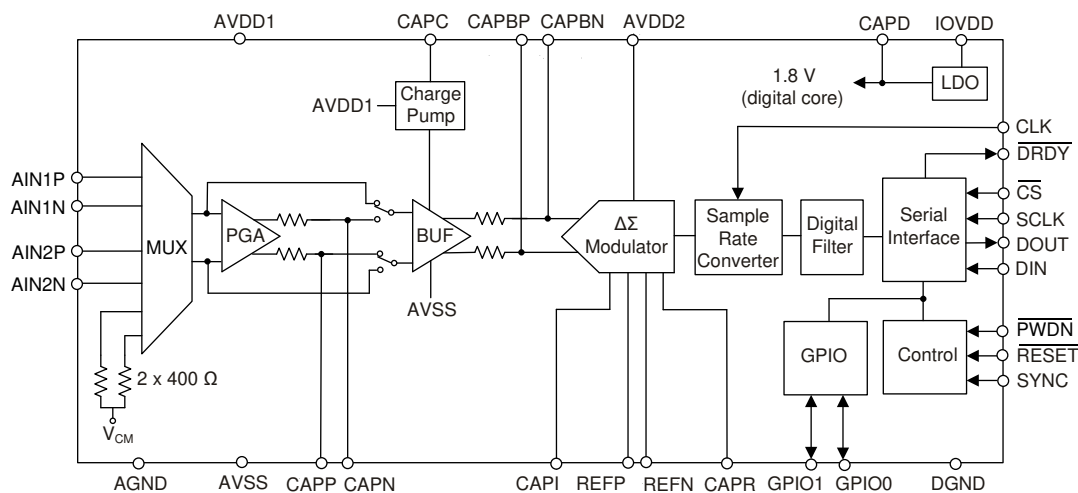 AVDD1
CAPC
CAPBP
CAPBN
AVDD2
CAPD
IOVDD
1.8 V
(digital core)
LDO
AVDD1
Charge
Pump
CLK
DRDY
CS
SCLK
DOUT
DIN
AIN1P
AIN1N
AIN2P
AIN2N
MUX
PGA
BUF
AVSS
ΔΣ
Modulator
Sample
Rate
Converter
Digital
Filter
Serial
Interface
GPIO
Control
PWDN
RESET
SYNC
2 x 400 Ω
VCM
AGND
AVSS
CAPP
CAPN
CAPI
REFP
REFN
CAPR
GPIO1
GPIO0
DGND